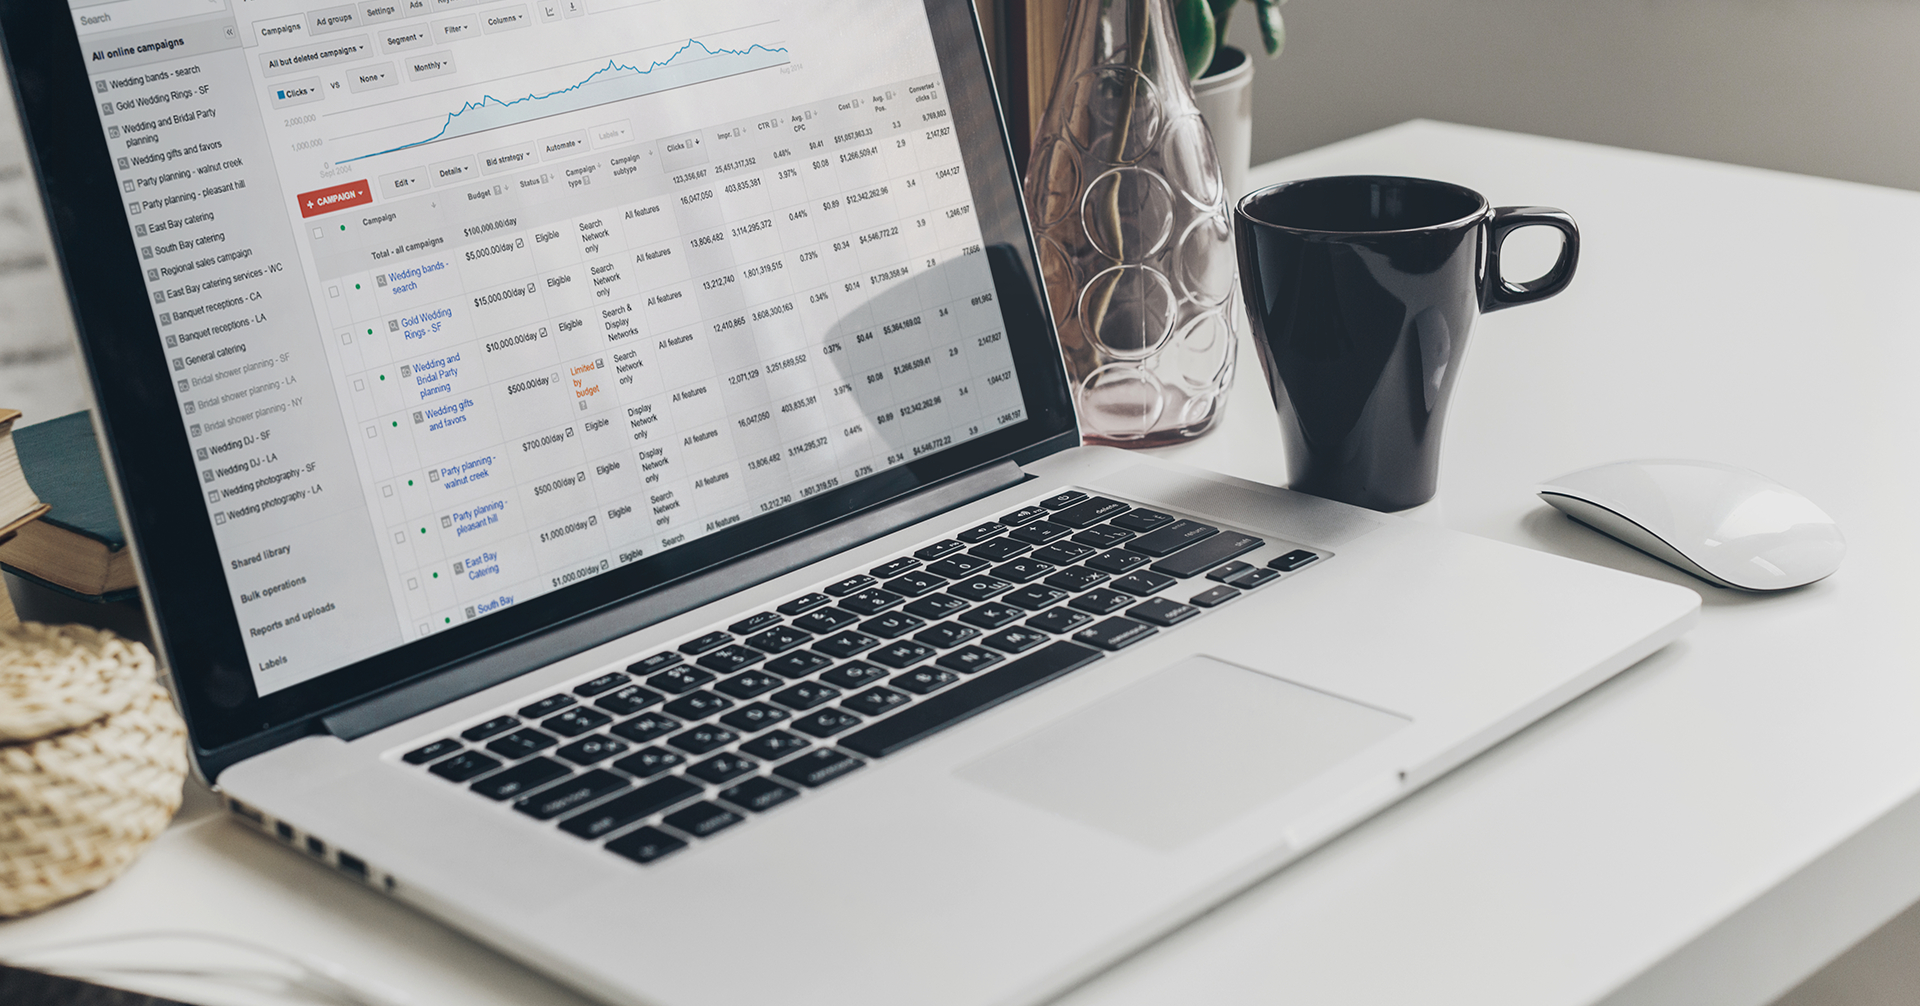 Search
All online campaigns
Wedding bands - search
Gold Wedding Rings - SF
Wedding and Bridal Party
planning
Wedding gifts and favors
Party planning - walnut creek
Party planning - pleasant hill
East Bay catering
South Bay catering
Regional sales campaign
East Bay catering services - WC
Banquet receptions - CA
Banquet receptions - LA
General catering
Bridal shower planning - SF
Bridal shower planning - LA
Bridal shower planning - NY
Wedding DJ - SF
Wedding DJ - LA
Wedding photography - SF
Wedding photography - LA
Shared library
Bulk operations
Reports and uploads
Labels
Campaigns Ad groups Settings Ads
All but deleted campaigns Segment Filter Columns
Clicks VS None Monthly
2,000,000
1,000,000
0
Sept 2004 Aug 2014
+ CAMPAIGN Edit Details Bid strategy Automate Labels
Campaign Budget Status Campaign type Campaign subtype Clicks Impr. CTR Avg. CPC Cost Avg. Pos. Converted clicks
Total - all campaigns $100,000.00/day 123,356,667 25,451,317,352 0.48% $0.41 $51,057,963.33 3.3 9,769,803
Wedding bands - search $5,000.00/day Eligible Search Network only All features 16,047,050 403,835,381 3.97% $0.08 $1,266,509.41 2.9 2,147,827
Gold Wedding Rings - SF $15,000.00/day Eligible Search Network only All features 13,806,482 3,114,295,372 0.44% $0.89 $12,342,262.96 3.4 1,044,127
Wedding and Bridal Party planning $10,000.00/day Eligible Search & Display Networks All features 13,212,740 1,801,319,515 0.73% $0.34 $4,546,772.22 3.9 1,246,197
Wedding gifts and favors $500.00/day Limited by budget Search Network only All features 12,410,865 3,608,300,163 0.34% $0.14 $1,739,358.94 2.8 77,656
Party planning - walnut creek $700.00/day Eligible Display Network only All features 12,071,129 3,251,689,552 0.37% $0.44 $5,364,169.02 3.4 691,962
Party planning - pleasant hill $500.00/day Eligible Display Network only All features 16,047,050 403,835,381 3.97% $0.08 $1,266,509.41 2.9 2,147,827
East Bay Catering $1,000.00/day Eligible Search Network only All features 13,806,482 3,114,295,372 0.44% $0.89 $12,342,262.96 3.4 1,044,127
South Bay $1,000.00/day Eligible Search All features 13,212,740 1,801,319,515 0.73% $0.34 $4,546,772.22 3.9 1,246,197
delete
return
shift
option
command